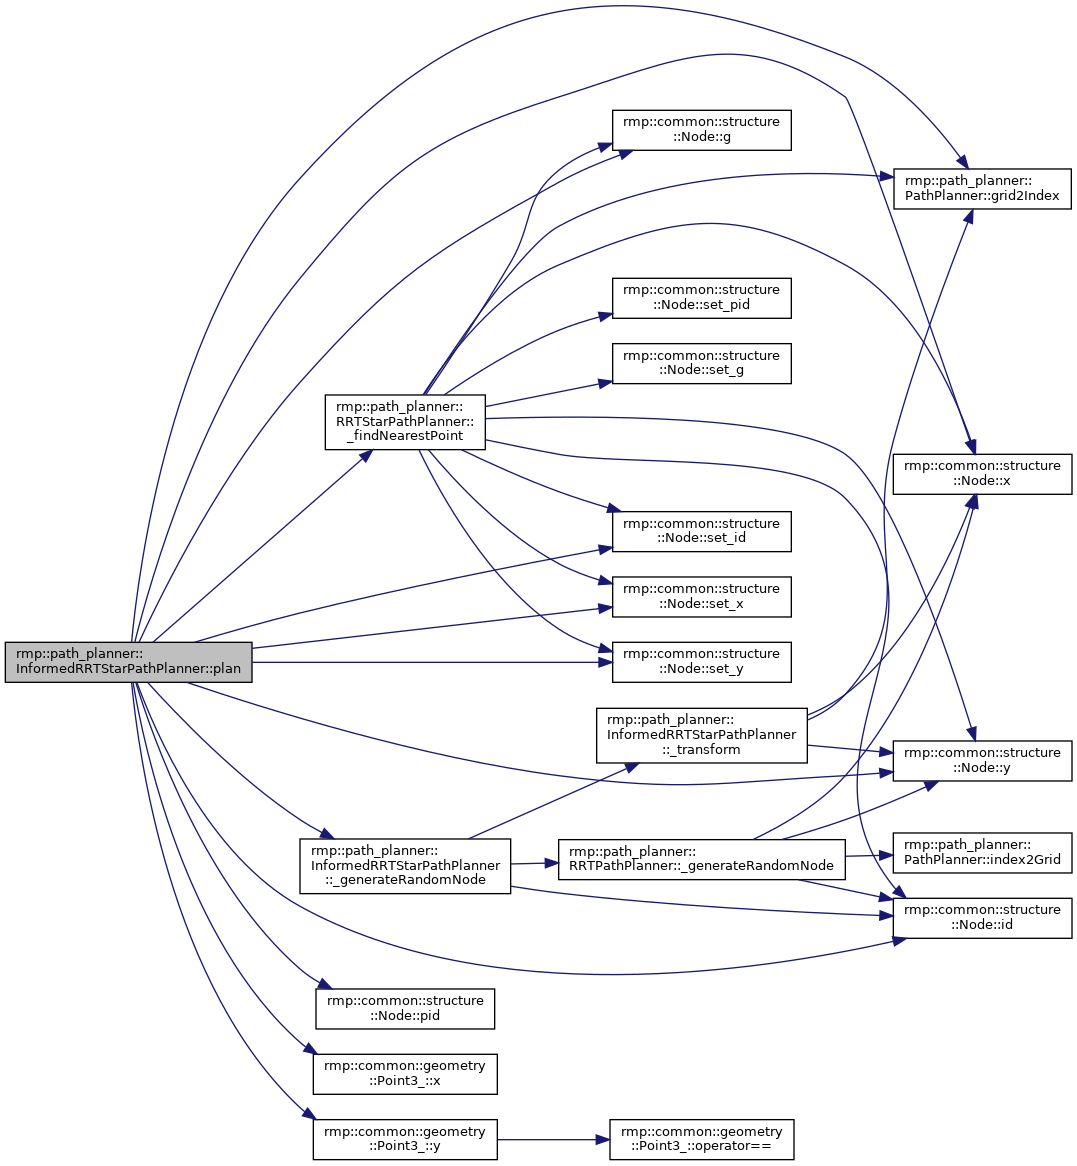 rmp::common::structure
::Node::g
rmp::path_planner::
PathPlanner::grid2Index
rmp::common::structure
::Node::set_pid
rmp::common::structure
::Node::set_g
rmp::path_planner::
RRTStarPathPlanner::
_findNearestPoint
rmp::common::structure
::Node::x
rmp::common::structure
::Node::set_id
rmp::common::structure
::Node::set_x
rmp::path_planner::
InformedRRTStarPathPlanner::plan
rmp::common::structure
::Node::set_y
rmp::path_planner::
InformedRRTStarPathPlanner
::_transform
rmp::common::structure
::Node::y
rmp::path_planner::
InformedRRTStarPathPlanner
::_generateRandomNode
rmp::path_planner::
RRTPathPlanner::_generateRandomNode
rmp::path_planner::
PathPlanner::index2Grid
rmp::common::structure
::Node::id
rmp::common::structure
::Node::pid
rmp::common::geometry
::Point3_::x
rmp::common::geometry
::Point3_::y
rmp::common::geometry
::Point3_::operator==